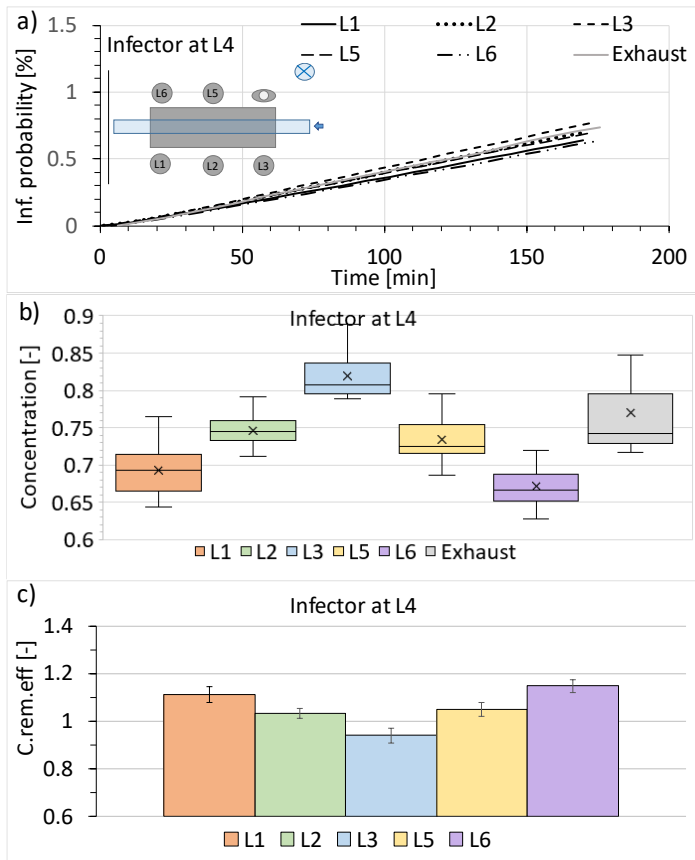 a)
Infector at L4
L1 L2 L3
L5 L6 Exhaust
Inf. probability [%]
1.5
1
0.5
0
L6 L5
L1 L2 L3
0 50 100 150 200
Time [min]
b)
Infector at L4
Concentration [-]
0.9
0.85
0.8
0.75
0.7
0.65
0.6
L1 L2 L3 L5 L6 Exhaust
c)
Infector at L4
C.rem.eff [-]
1.4
1.2
1
0.8
0.6
L1 L2 L3 L5 L6